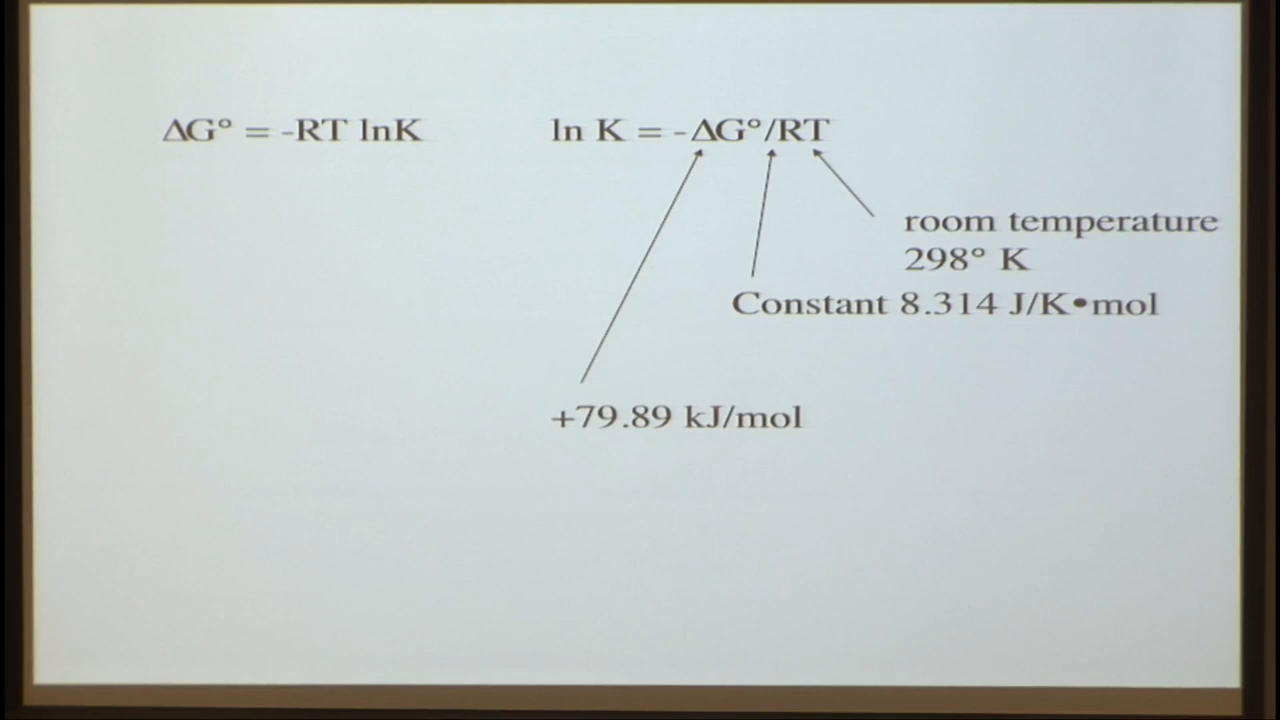 ΔG° = -RT lnK
ln K = -ΔG°/RT
room temperature
298° K
Constant 8.314 J/K•mol
+79.89 kJ/mol